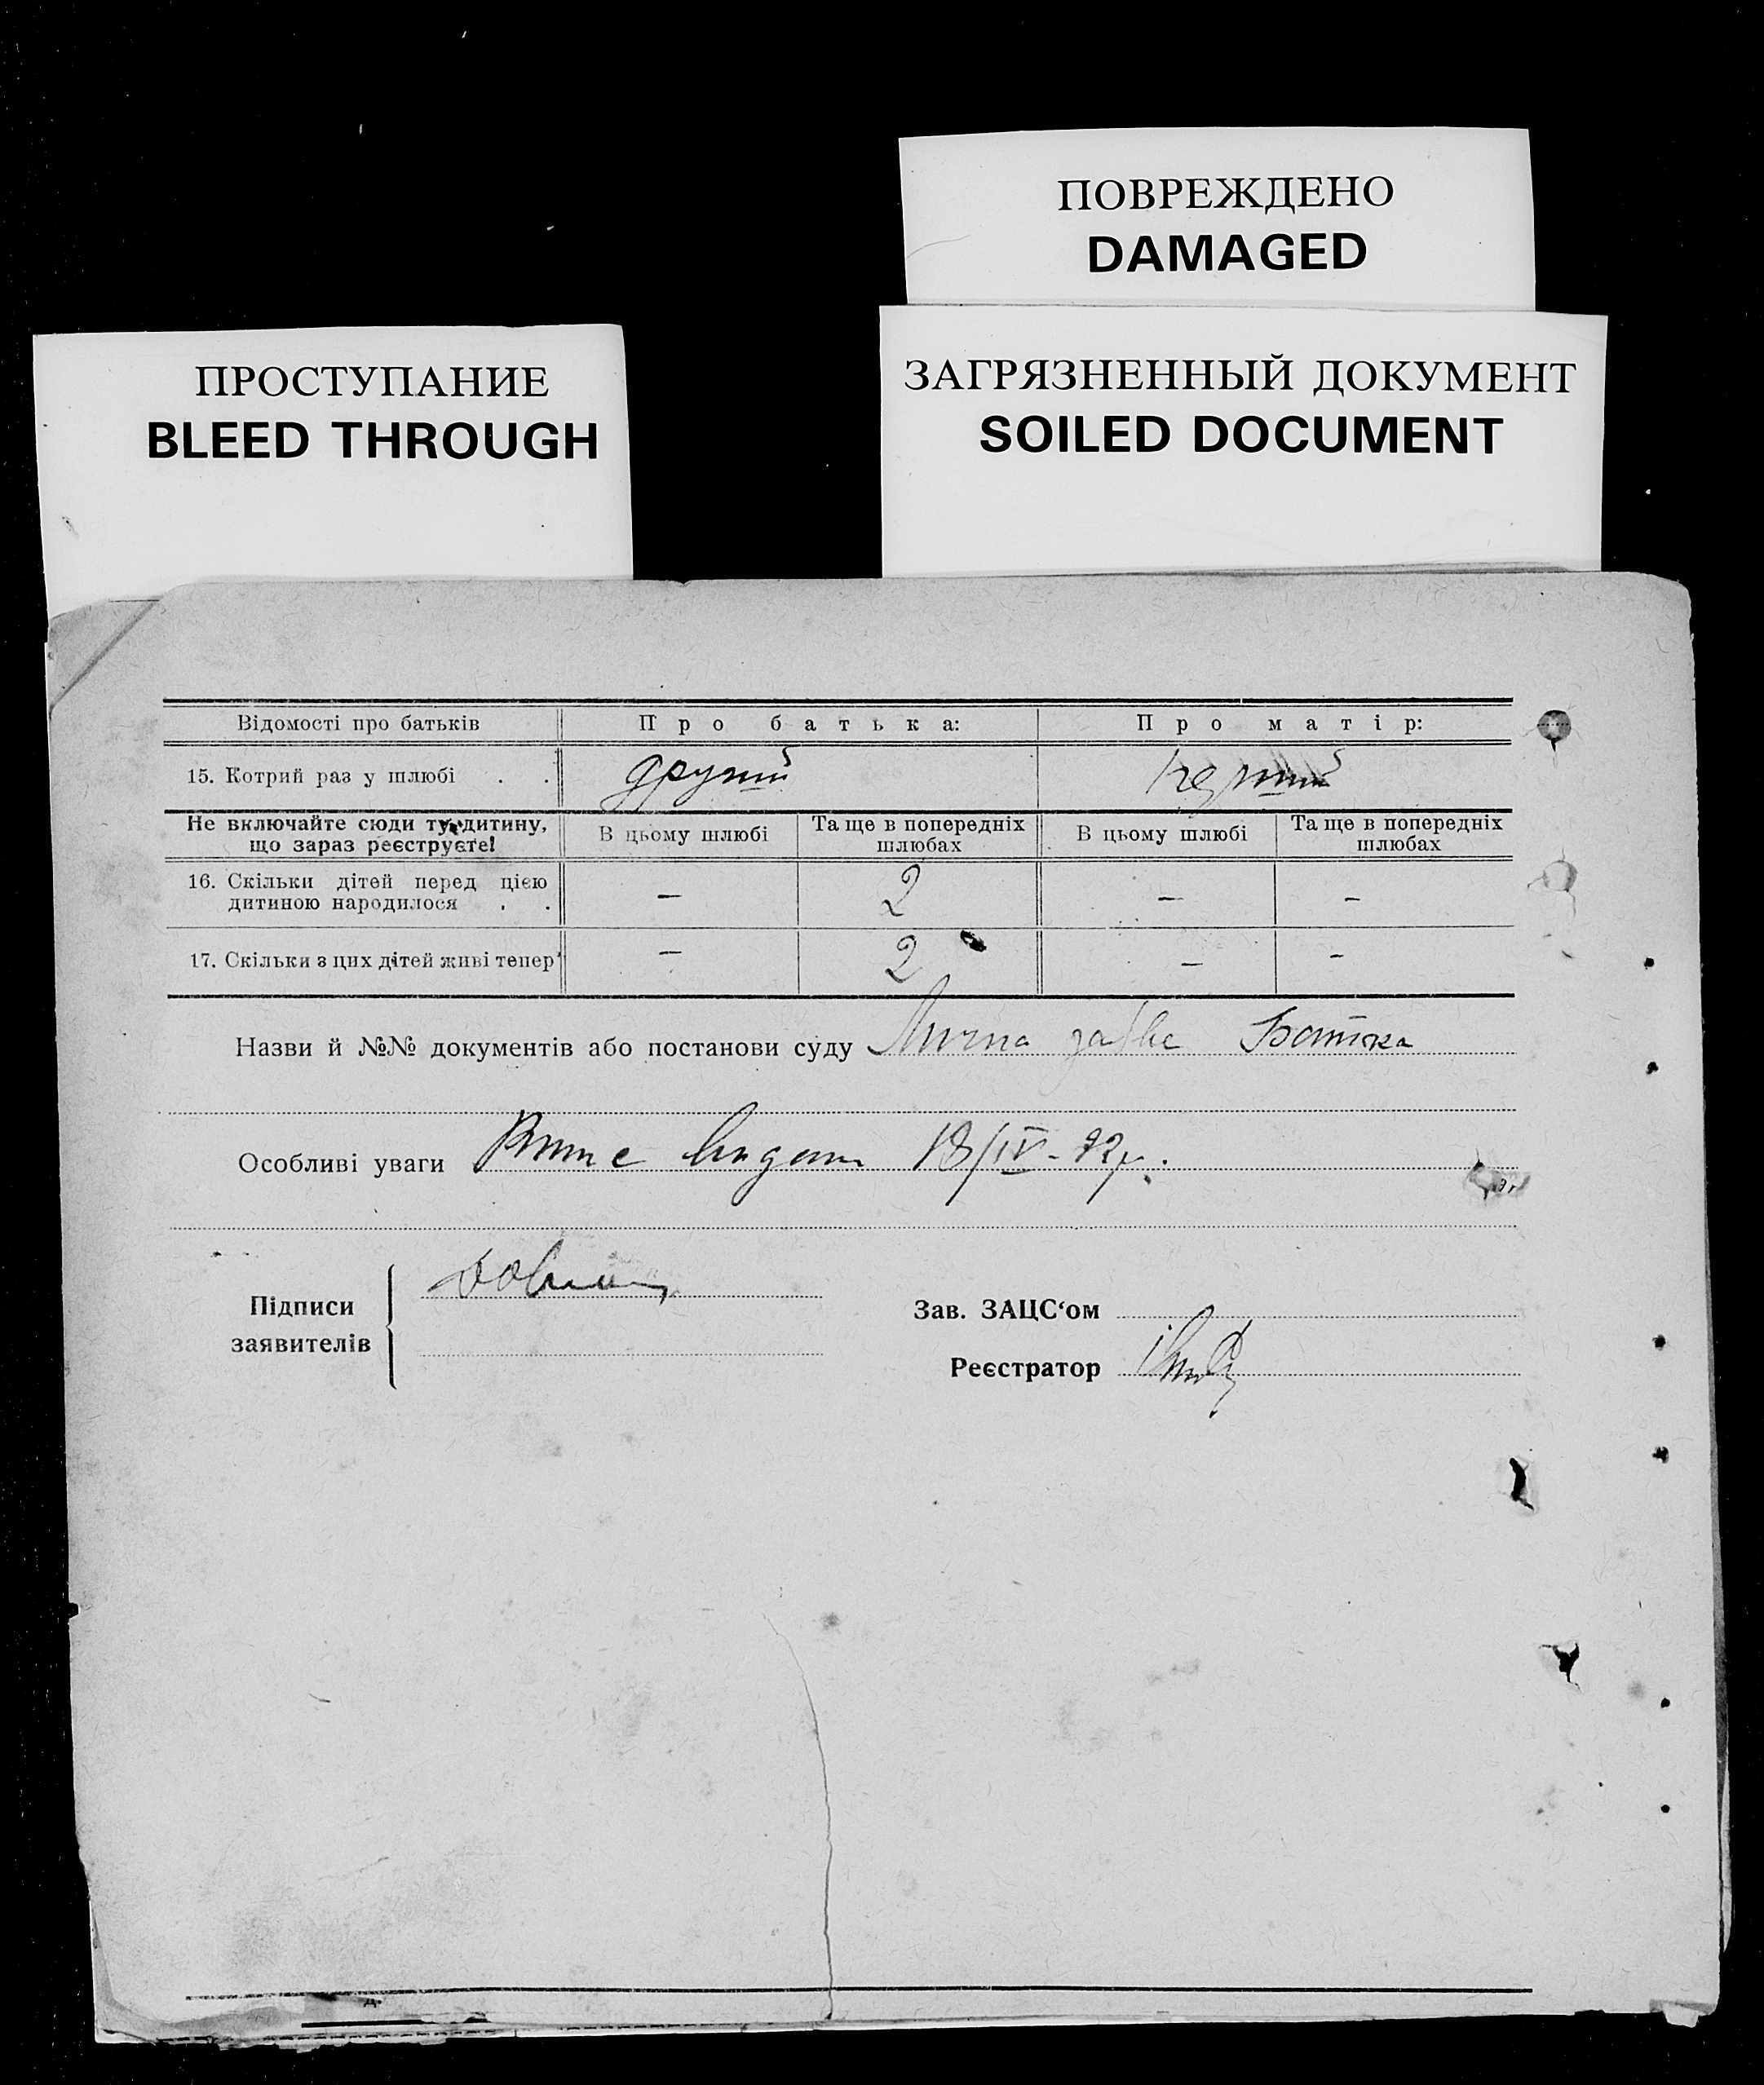 ПОВРЕЖДЕНО
DAMAGED
ПРОСТУПАНИЕ
BLEED THROUGH
ЗАГРЯЗНЕННЫЙ ДОКУМЕНТ
SOILED DOCUMENT
Відомості про батьків Про батька: Про матір:
15. Котрий раз у шлюбі . . другий перший
Не включайте сюди ту дитину, що зараз реєструєте! В цьому шлюбі Та ще в попередніх шлюбах В цьому шлюбі Та ще в попередніх шлюбах
16. Скільки дітей перед цією
дитиною народилося . . — 2 — —
17. Скільки з цих дітей живі тепер — 2 — —
Назви й №№ документів або постанови суду Батька
Особливі уваги 18/IV-
Підписи
заявителів
Зав. ЗАЦС‘ом
Реєстратор